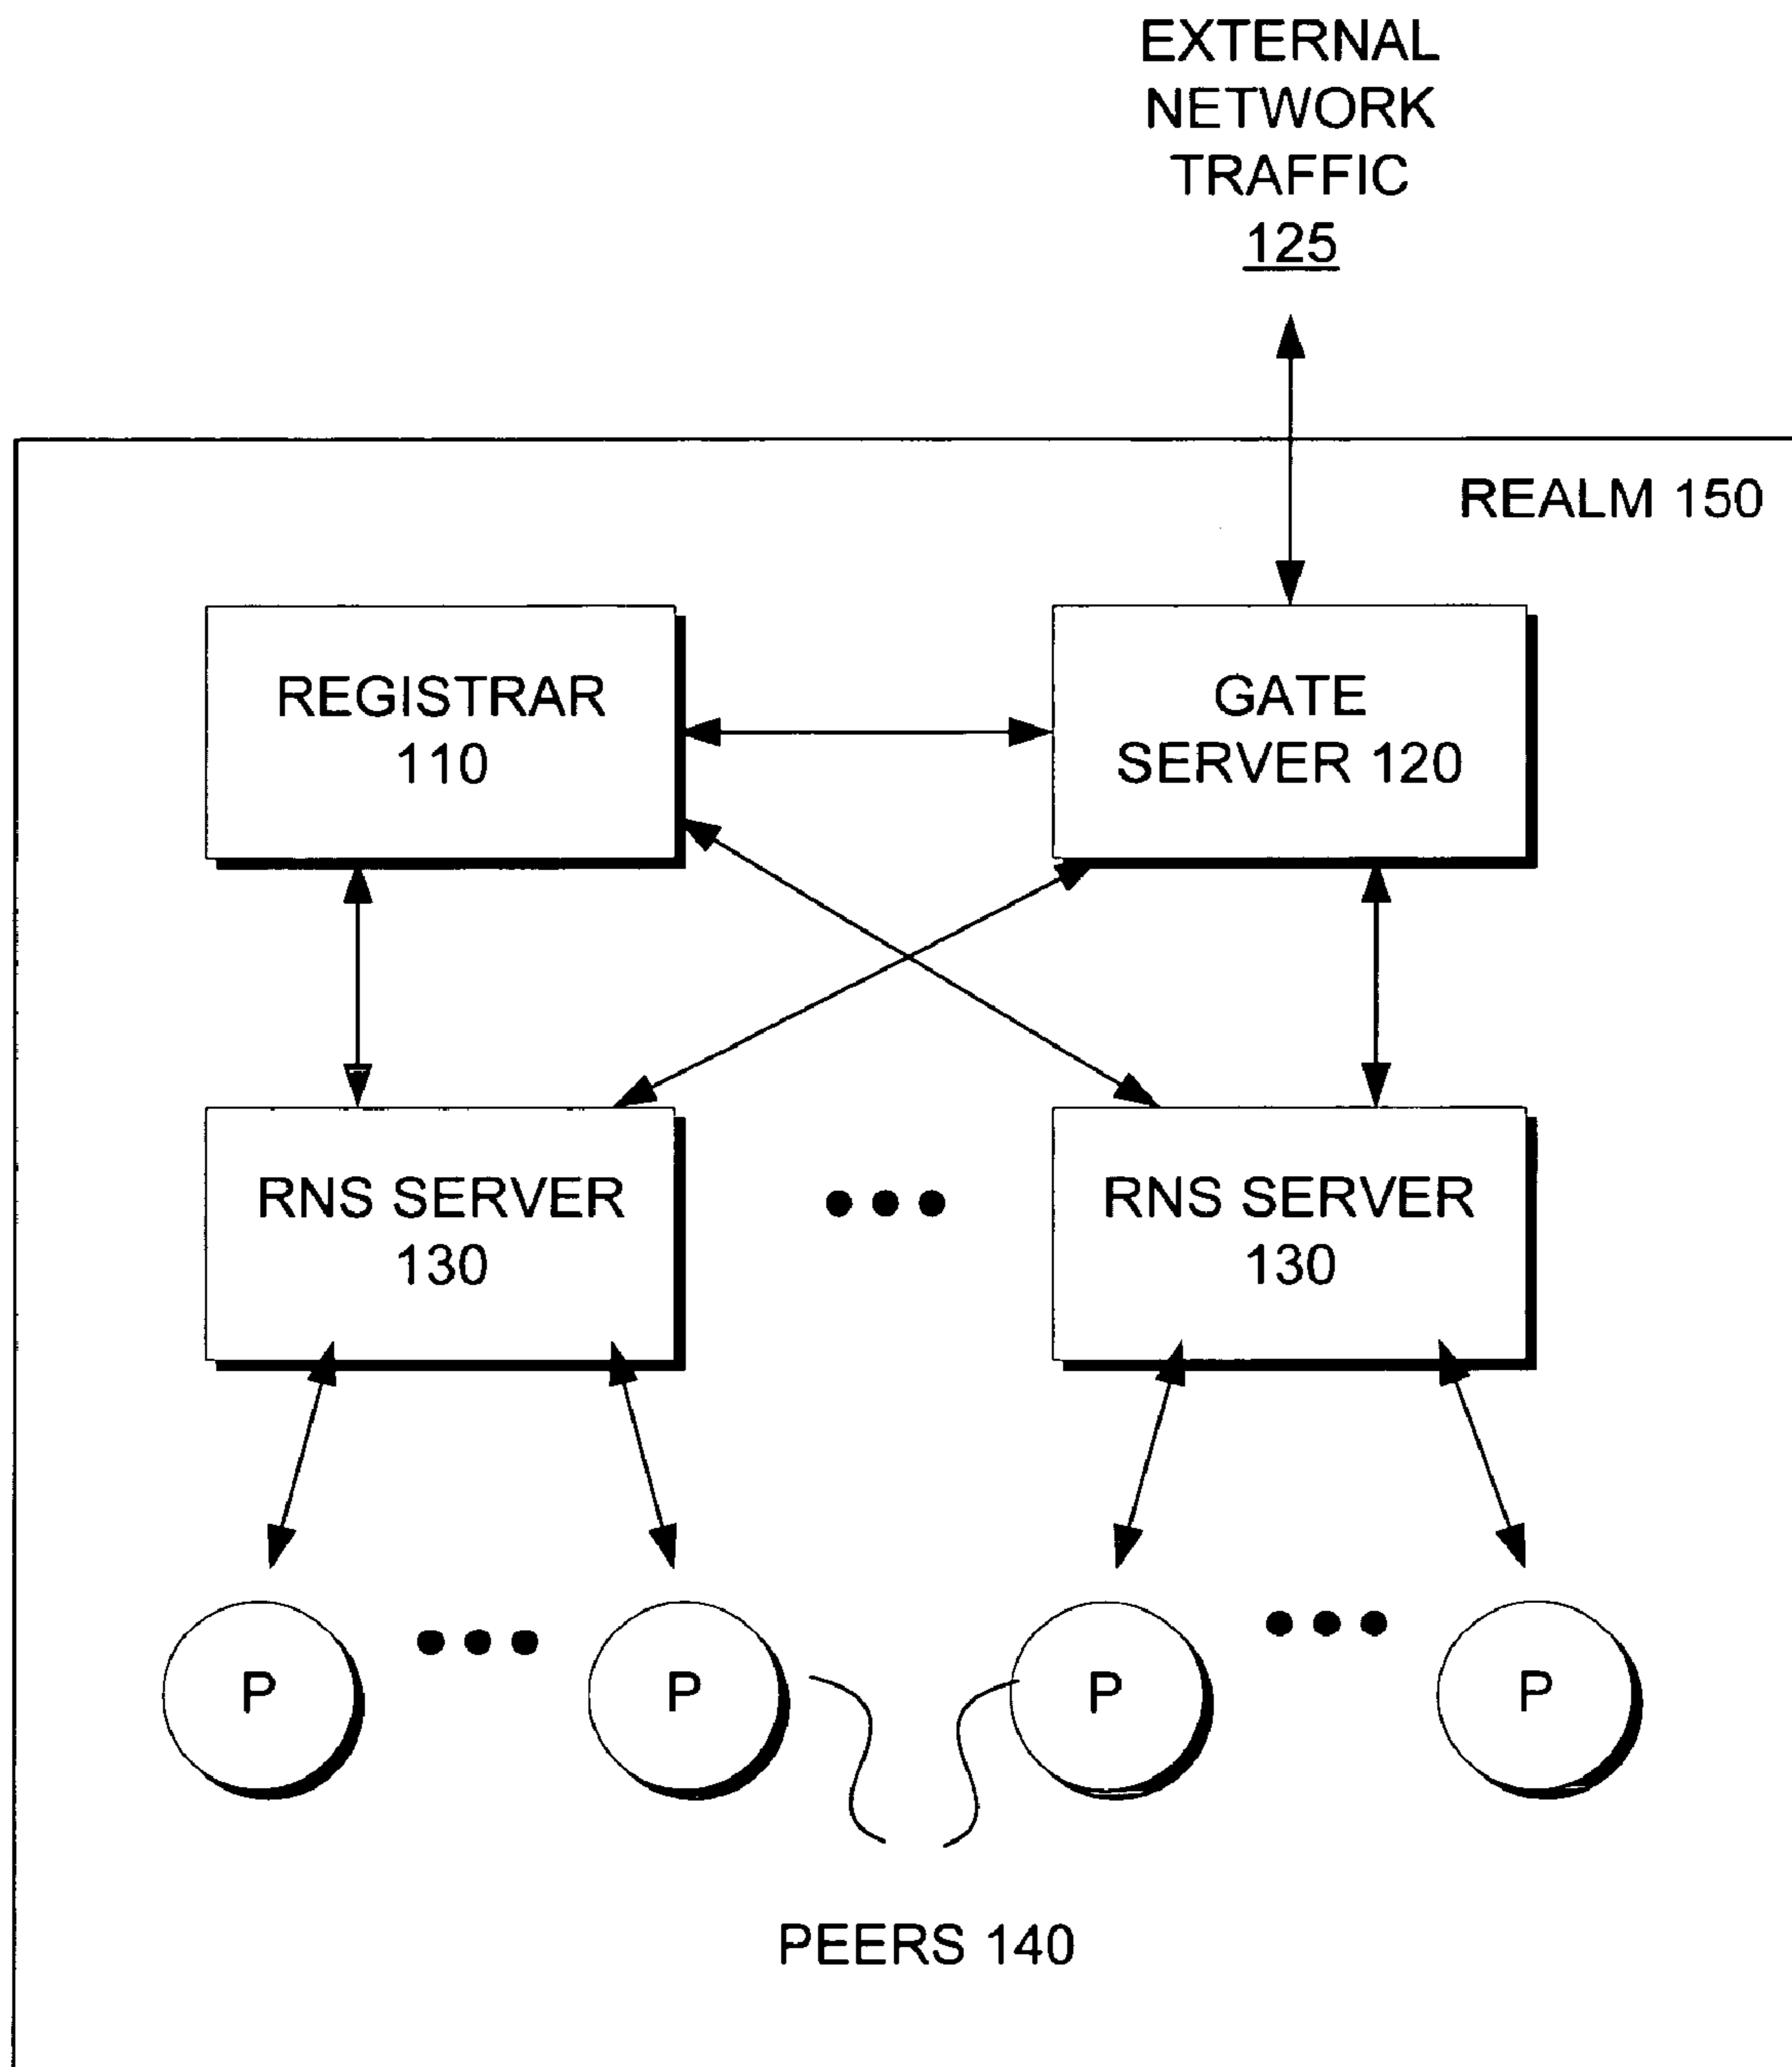 EXTERNAL
NETWORK
TRAFFIC
125
REALM 150
REGISTRAR
110
GATE
SERVER 120
RNS SERVER
130
RNS SERVER
130
P
P
P
P
PEERS 140